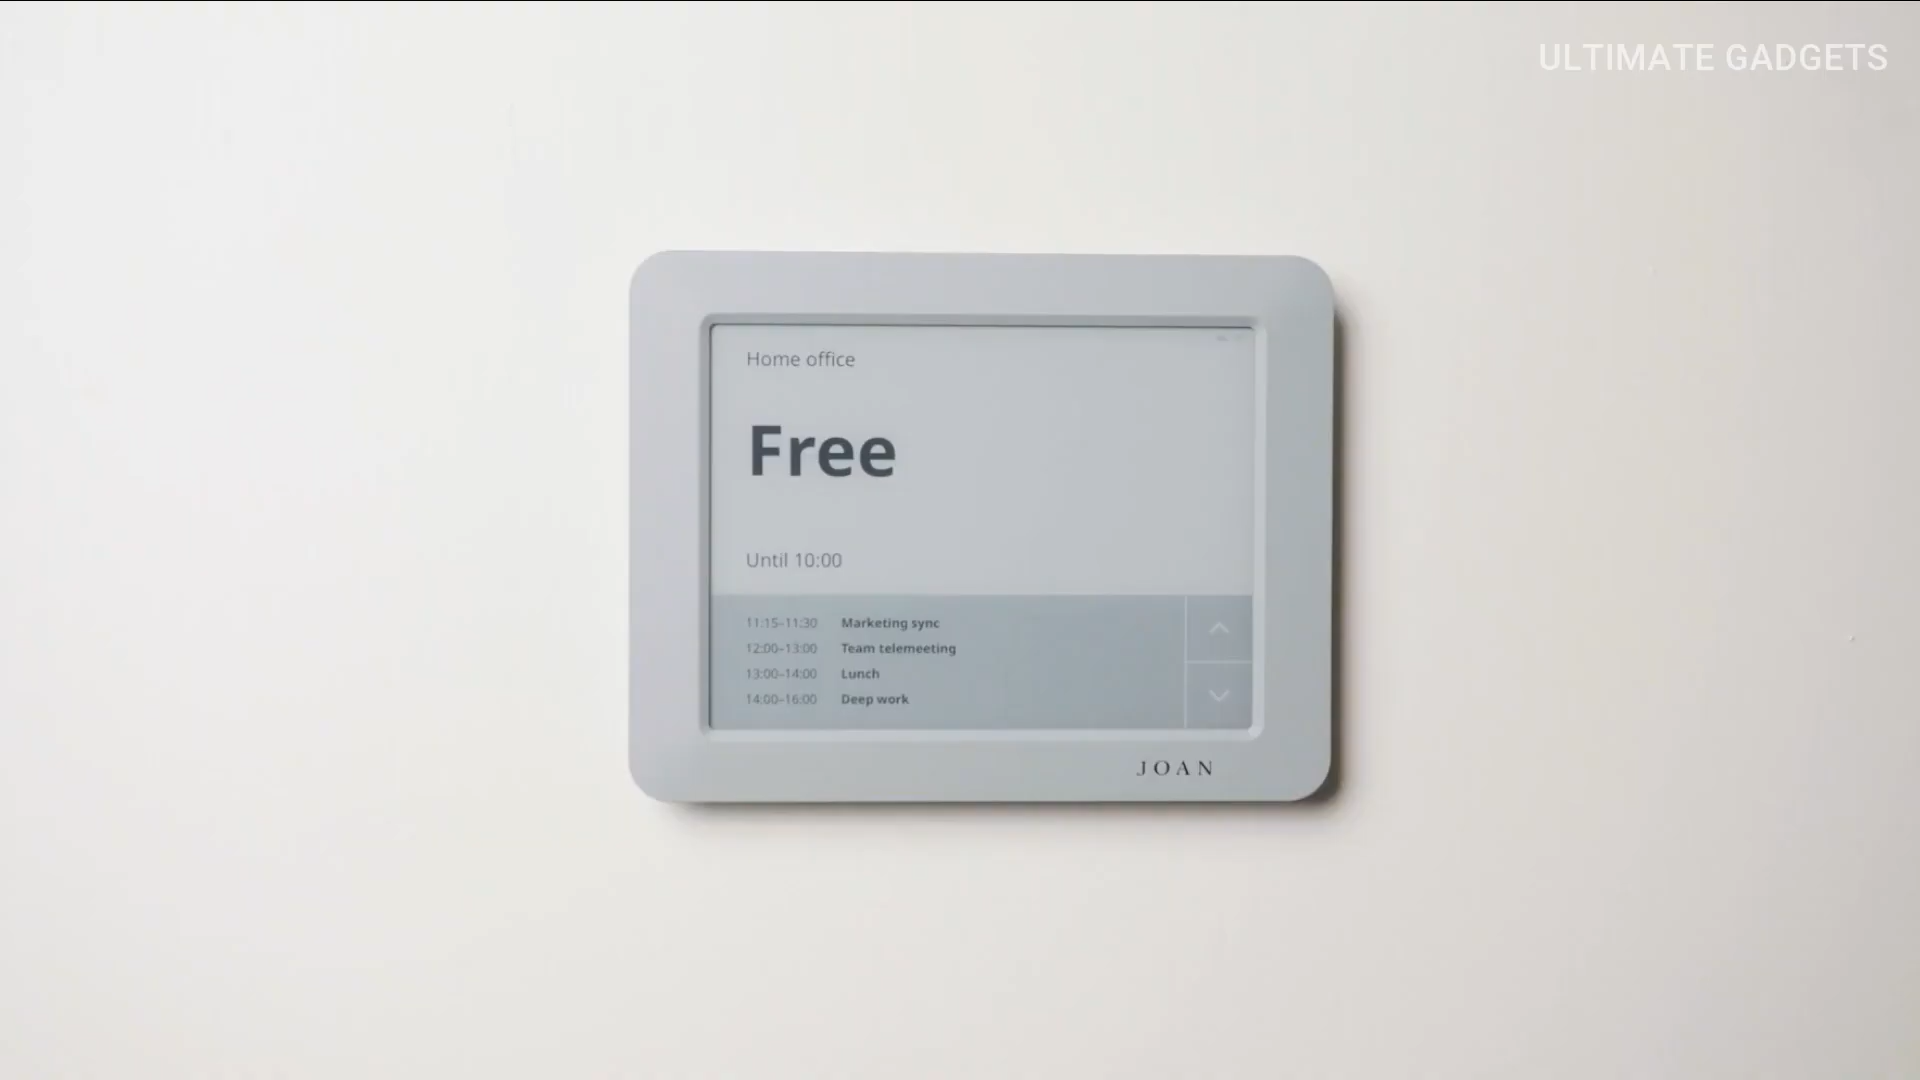 ULTIMATE GADGETS
Home office
Free
Until 10:00
11:15–11:30 Marketing sync
12:00–13:00 Team telemeeting
13:00–14:00 Lunch
14:00–16:00 Deep work
JOAN